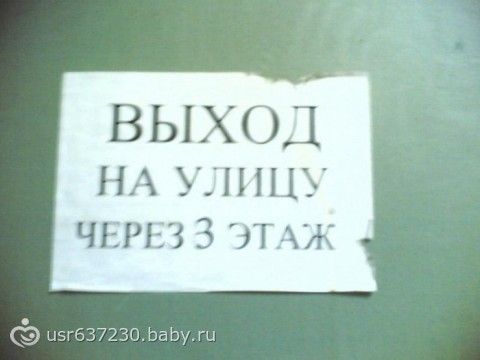 ВЫХОД
НА УЛИЦУ
ЧЕРЕЗ 3 ЭТАЖ
usr637230.baby.ru